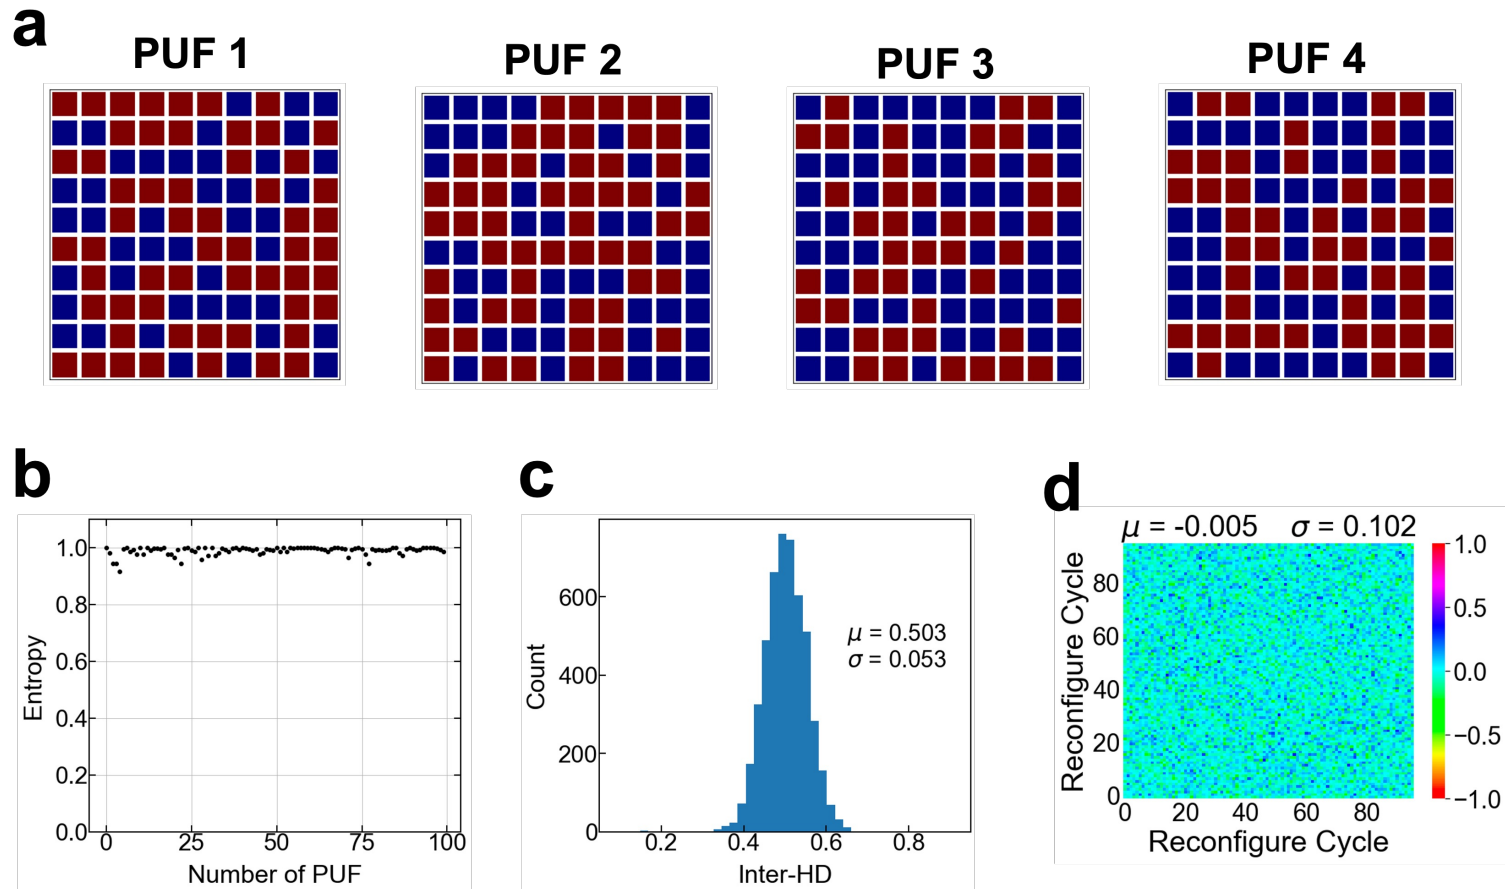 a
PUF 1
PUF 2
PUF 3
PUF 4
b
1.0
0.8
0.6
0.4
0.2
0.0
0
25
50
75
100
Entropy
Number of PUF
c
600
400
200
0
0.2
0.4
0.6
0.8
Count
Inter-HD
μ = 0.503
σ = 0.053
d
μ = -0.005 σ = 0.102
80
60
40
20
0
0
20
40
60
80
Reconfigure Cycle
Reconfigure Cycle
1.0
0.5
0.0
−0.5
−1.0